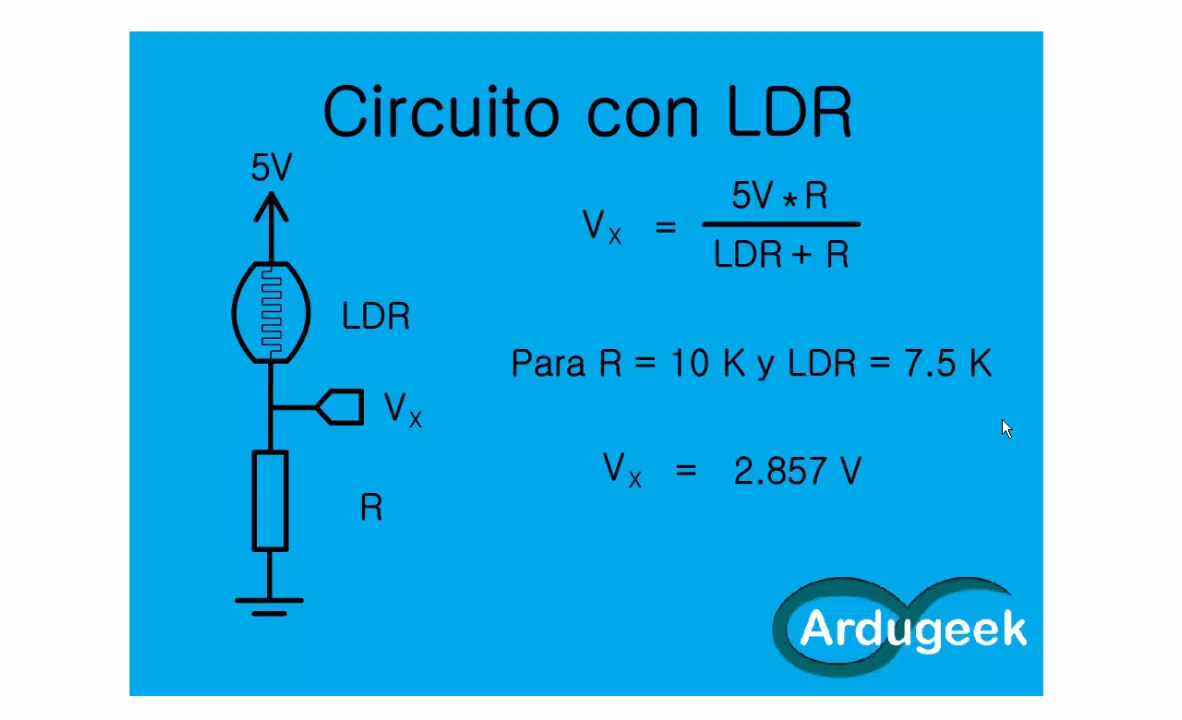 Circuito con LDR
5V
Vx = 5V * R
LDR + R
LDR
Para R = 10 K y LDR = 7.5 K
Vx
Vx = 2.857 V
R
Ardugeek